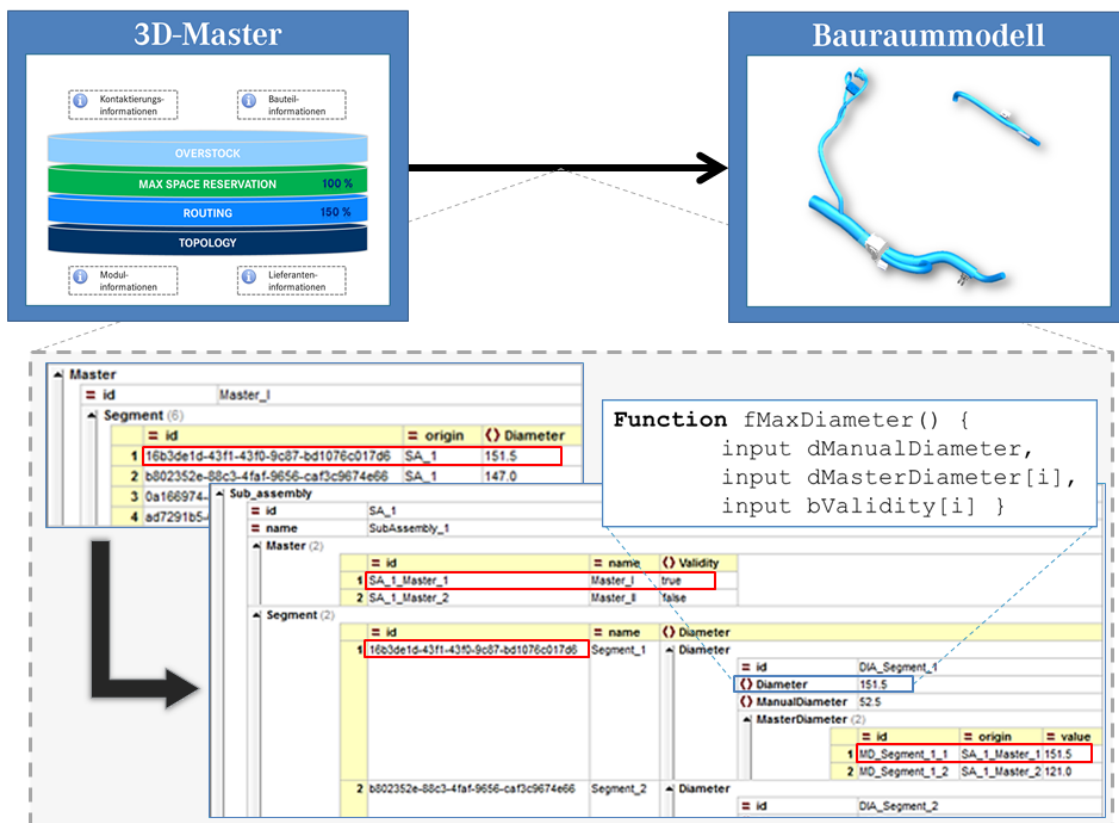 3D-Master
Bauraummodell
Kontaktierungs-
informationen
Bauteil-
informationen
OVERSTOCK
MAX SPACE RESERVATION 100 %
ROUTING 150 %
TOPOLOGY
Modul-
informationen
Lieferanten-
informationen
Master
= id Master_I
Segment (6)
= id = origin () Diameter
1 16b3de1d-43f1-43f0-9c87-bd1076c017d6 SA_1 151.5
2 b802352e-88c3-4faf-9656-caf3c9674e66 SA_1 147.0
3 0a166974-
4 ad7291b5-
Function fMaxDiameter() {
input dManualDiameter,
input dMasterDiameter[i],
input bValidity[i] }
Sub_assembly
= id SA_1
= name SubAssembly_1
Master (2)
= id = name () Validity
1 SA_1_Master_1 Master_I true
2 SA_1_Master_2 Master_II false
Segment (2)
= id = name () Diameter
1 16b3de1d-43f1-43f0-9c87-bd1076c017d6 Segment_1 Diameter
= id DIA_Segment_1
() Diameter 151.5
() ManualDiameter 52.5
MasterDiameter (2)
= id = origin = value
1 MD_Segment_1_1 SA_1_Master_1 151.5
2 MD_Segment_1_2 SA_1_Master_2 121.0
2 b802352e-88c3-4faf-9656-caf3c9674e66 Segment_2 Diameter
= id DIA_Segment_2